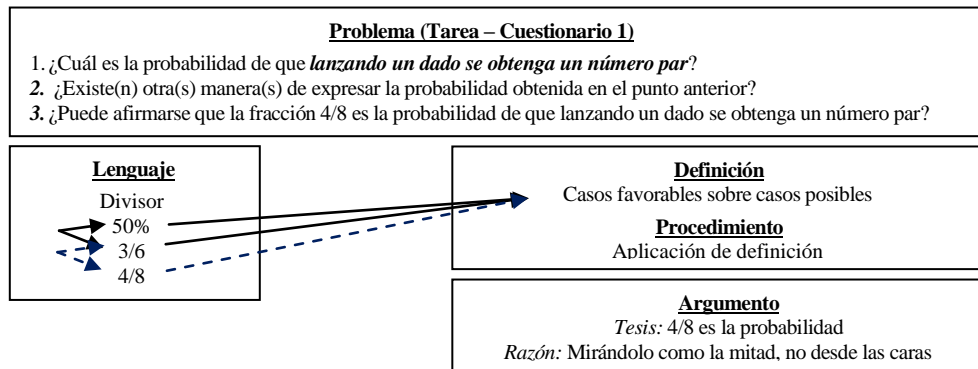 Problema (Tarea – Cuestionario 1)
1. ¿Cuál es la probabilidad de que lanzando un dado se obtenga un número par?
2. ¿Existe(n) otra(s) manera(s) de expresar la probabilidad obtenida en el punto anterior?
3. ¿Puede afirmarse que la fracción 4/8 es la probabilidad de que lanzando un dado se obtenga un número par?
Lenguaje
Divisor
50%
3/6
4/8
Definición
Casos favorables sobre casos posibles
Procedimiento
Aplicación de definición
Argumento
Tesis: 4/8 es la probabilidad
Razón: Mirándolo como la mitad, no desde las caras